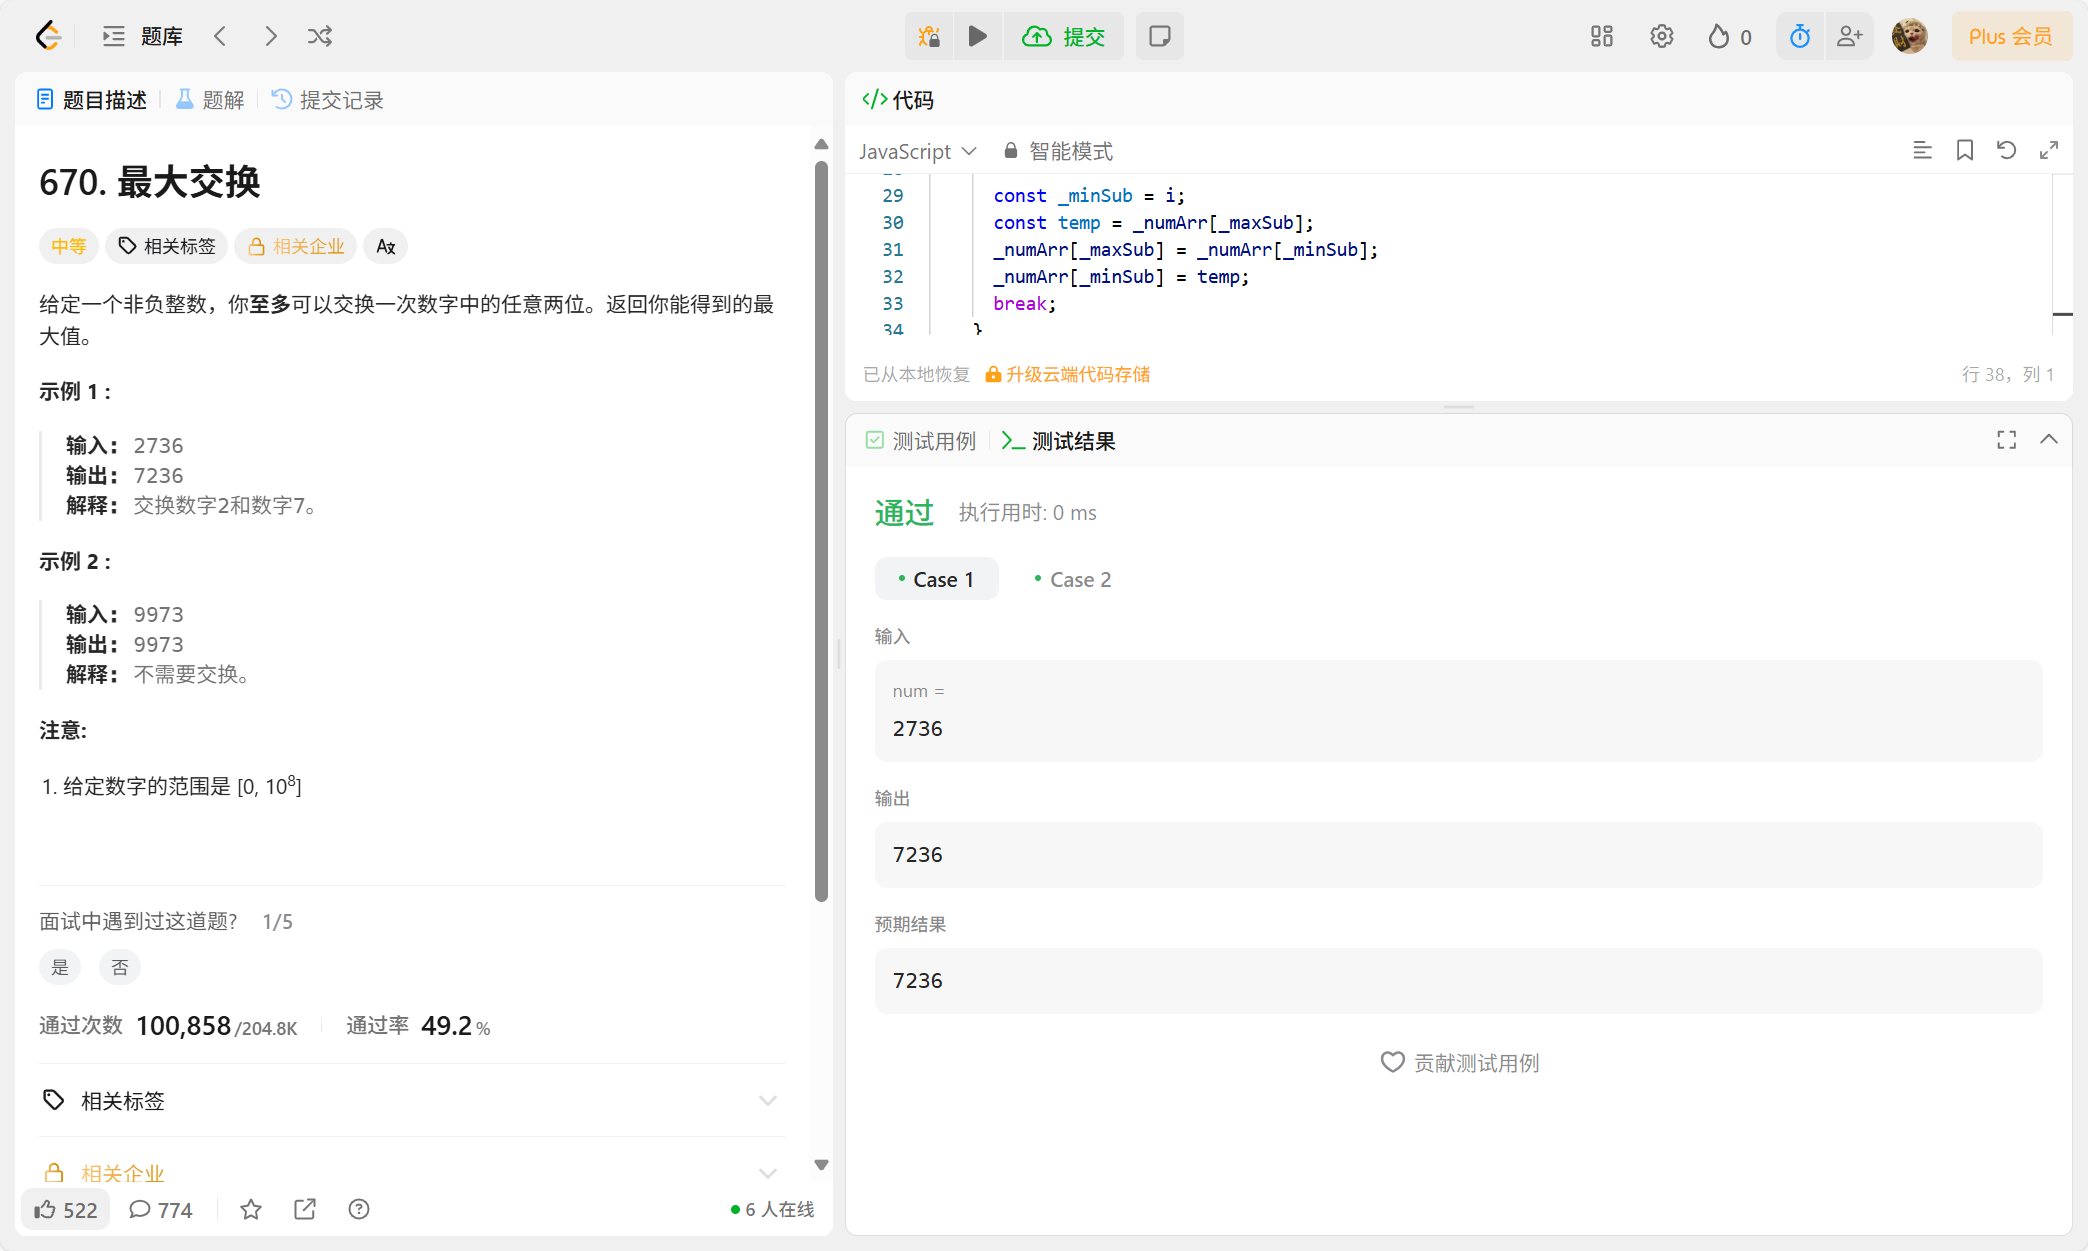 题库
提交
0
Plus 会员
题目描述
题解
提交记录
670. 最大交换
中等
相关标签
相关企业
给定一个非负整数，你至多可以交换一次数字中的任意两位。返回你能得到的最
大值。
示例 1 :
输入: 2736
输出: 7236
解释: 交换数字2和数字7。
示例 2 :
输入: 9973
输出: 9973
解释: 不需要交换。
注意:
1. 给定数字的范围是 [0, 10⁸]
面试中遇到过这道题? 1/5
是
否
通过次数 100,858/204.8K
通过率 49.2 %
相关标签
相关企业
522
774
6 人在线
</>代码
JavaScript
智能模式
29 const _minSub = i;
30 const temp = _numArr[_maxSub];
31 _numArr[_maxSub] = _numArr[_minSub];
32 _numArr[_minSub] = temp;
33 break;
34 }
已从本地恢复
升级云端代码存储
行 38，列 1
测试用例
>_ 测试结果
通过
执行用时: 0 ms
Case 1
Case 2
输入
num =
2736
输出
7236
预期结果
7236
贡献测试用例